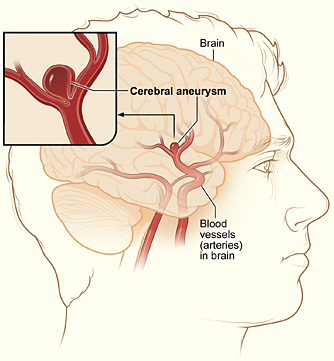 Brain
Cerebral aneurysm
Blood
vessels
(arteries)
in brain